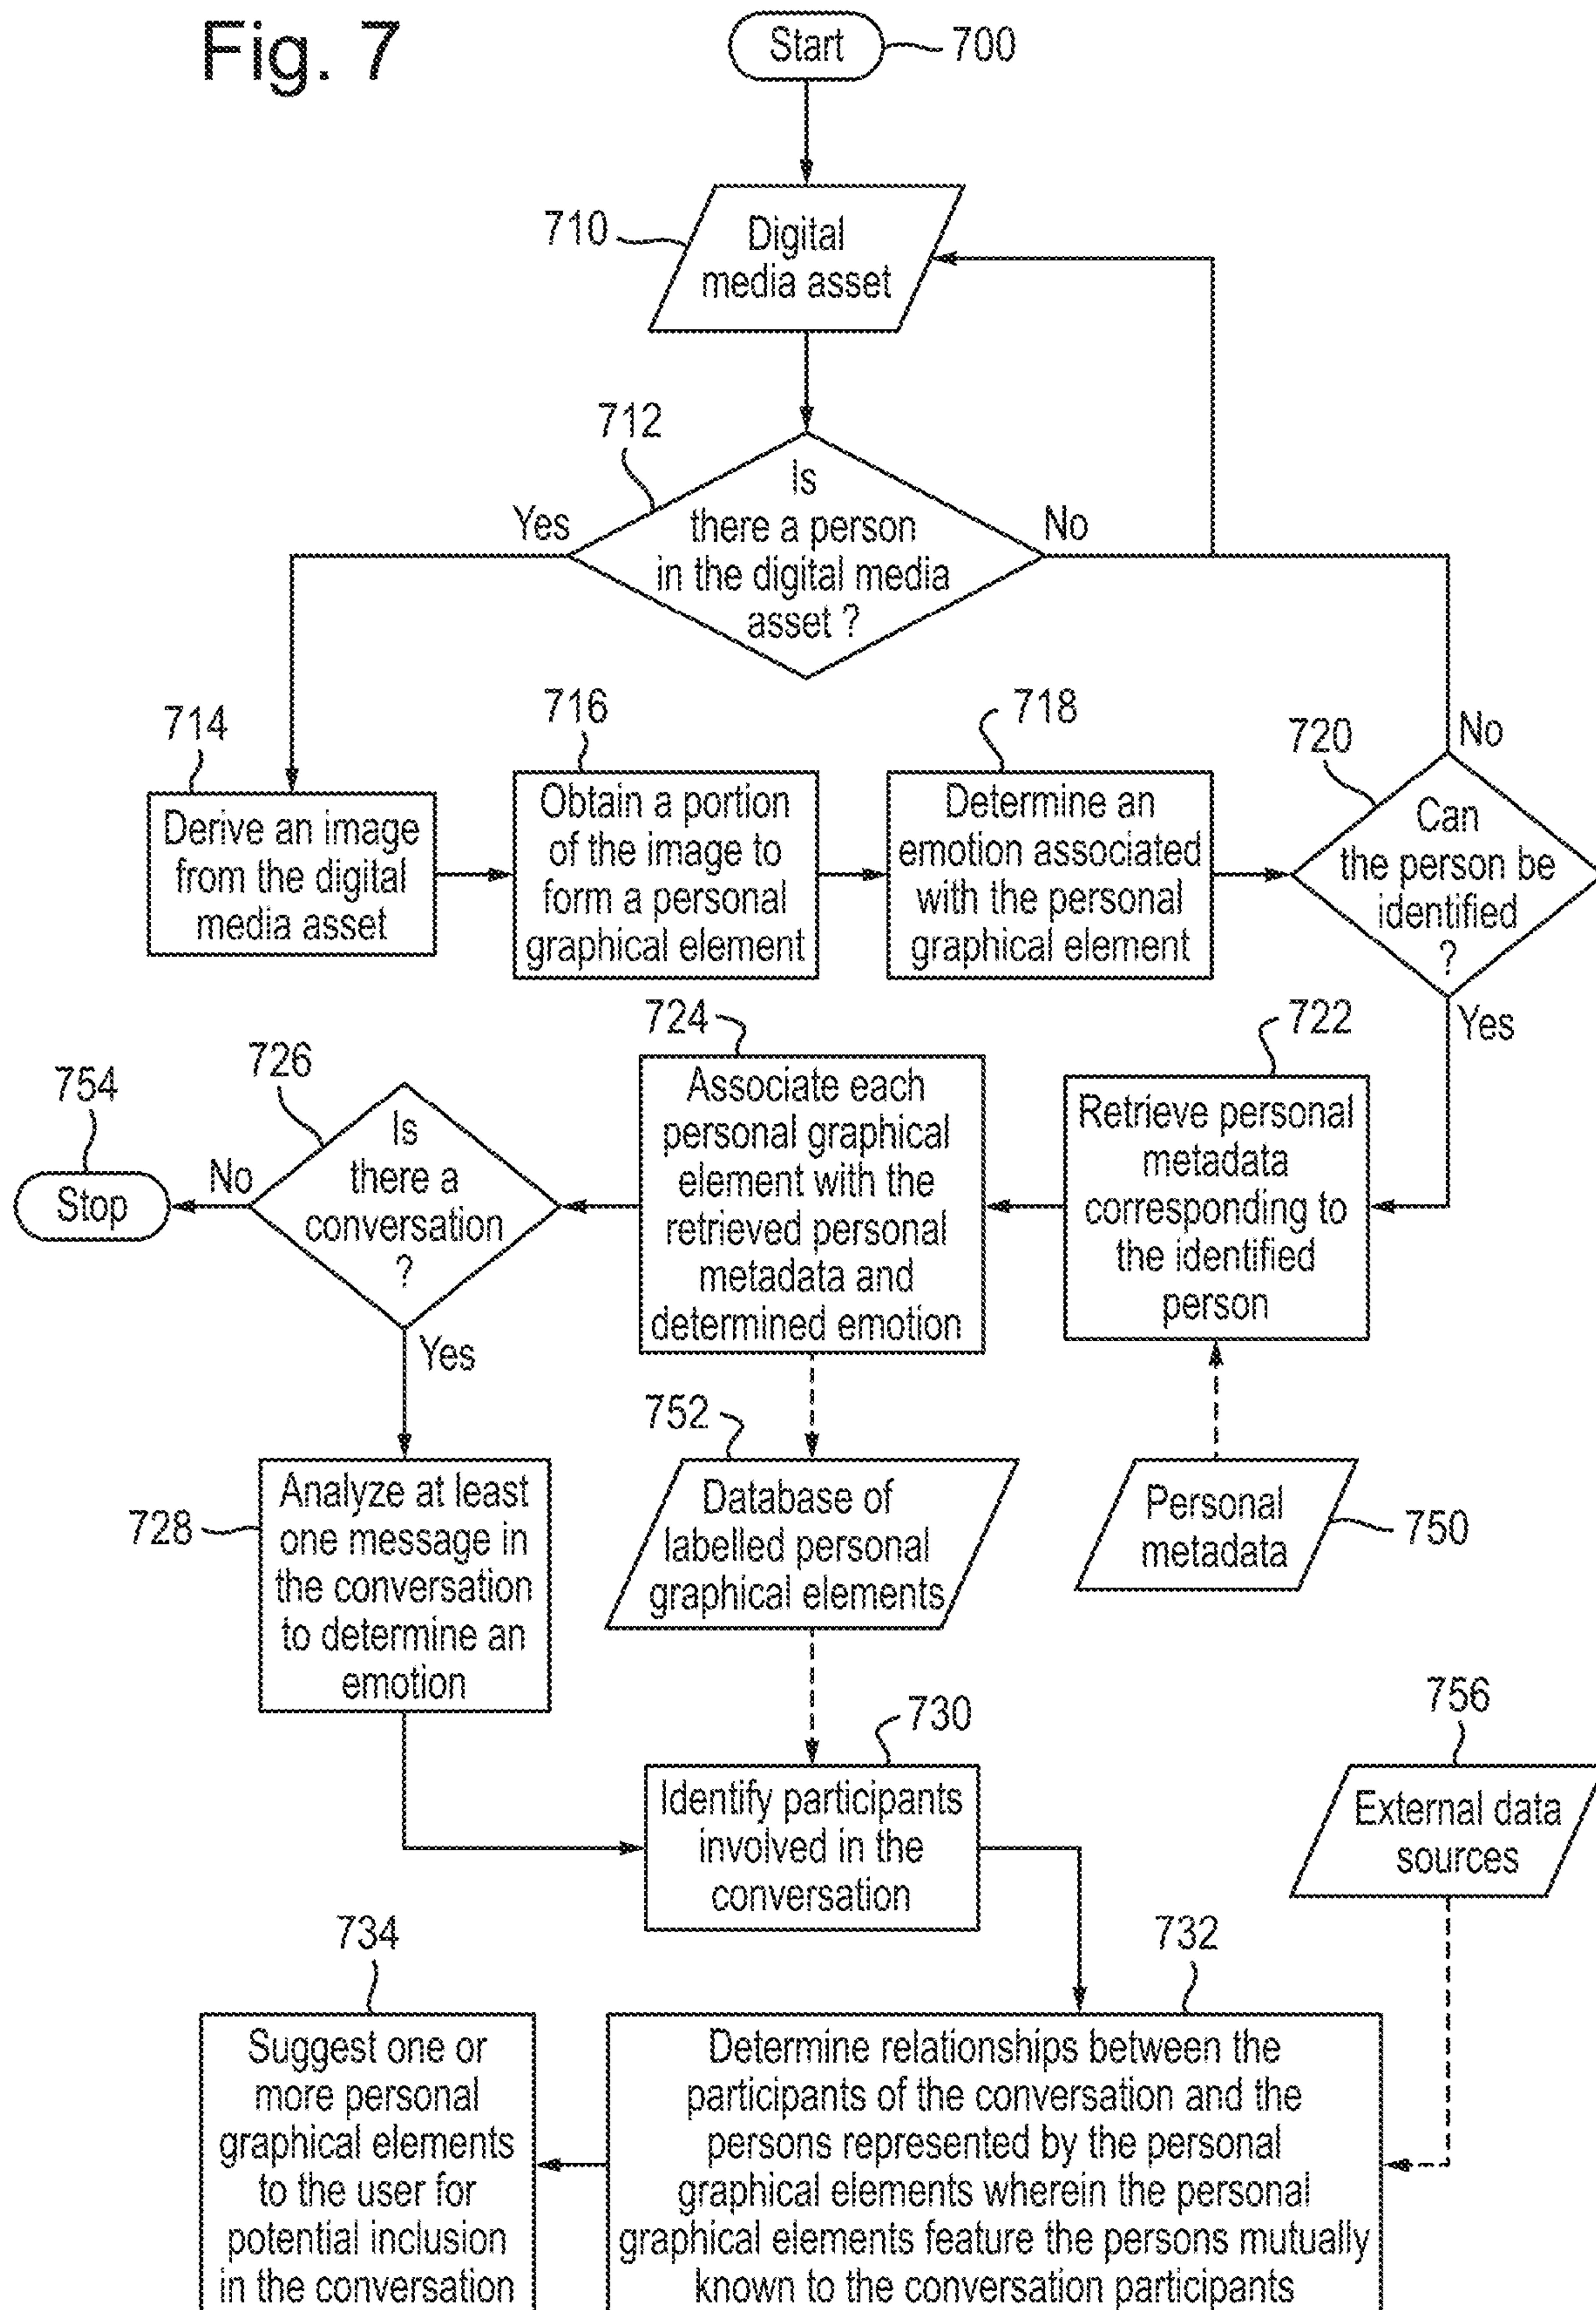 Fig. 7
Start
700
710
Digital
media asset
712
Is
there a person
in the digital media
asset ?
Yes
No
714
Derive an image
from the digital
media asset
716
Obtain a portion
of the image to
form a personal
graphical element
718
Determine an
emotion associated
with the personal
graphical element
720
No
Can
the person be
identified
?
Yes
722
Retrieve personal
metadata
corresponding to
the identified
person
724
Associate each
personal graphical
element with the
retrieved personal
metadata and
determined emotion
726
Is
there a
conversation
?
No
754
Stop
Yes
728
Analyze at least
one message in
the conversation
to determine an
emotion
752
Database of
labelled personal
graphical elements
Personal
metadata
750
730
Identify participants
involved in the
conversation
756
External data
sources
732
Determine relationships between the
participants of the conversation and the
persons represented by the personal
graphical elements wherein the personal
graphical elements feature the persons mutually
known to the conversation participants
734
Suggest one or
more personal
graphical elements
to the user for
potential inclusion
in the conversation